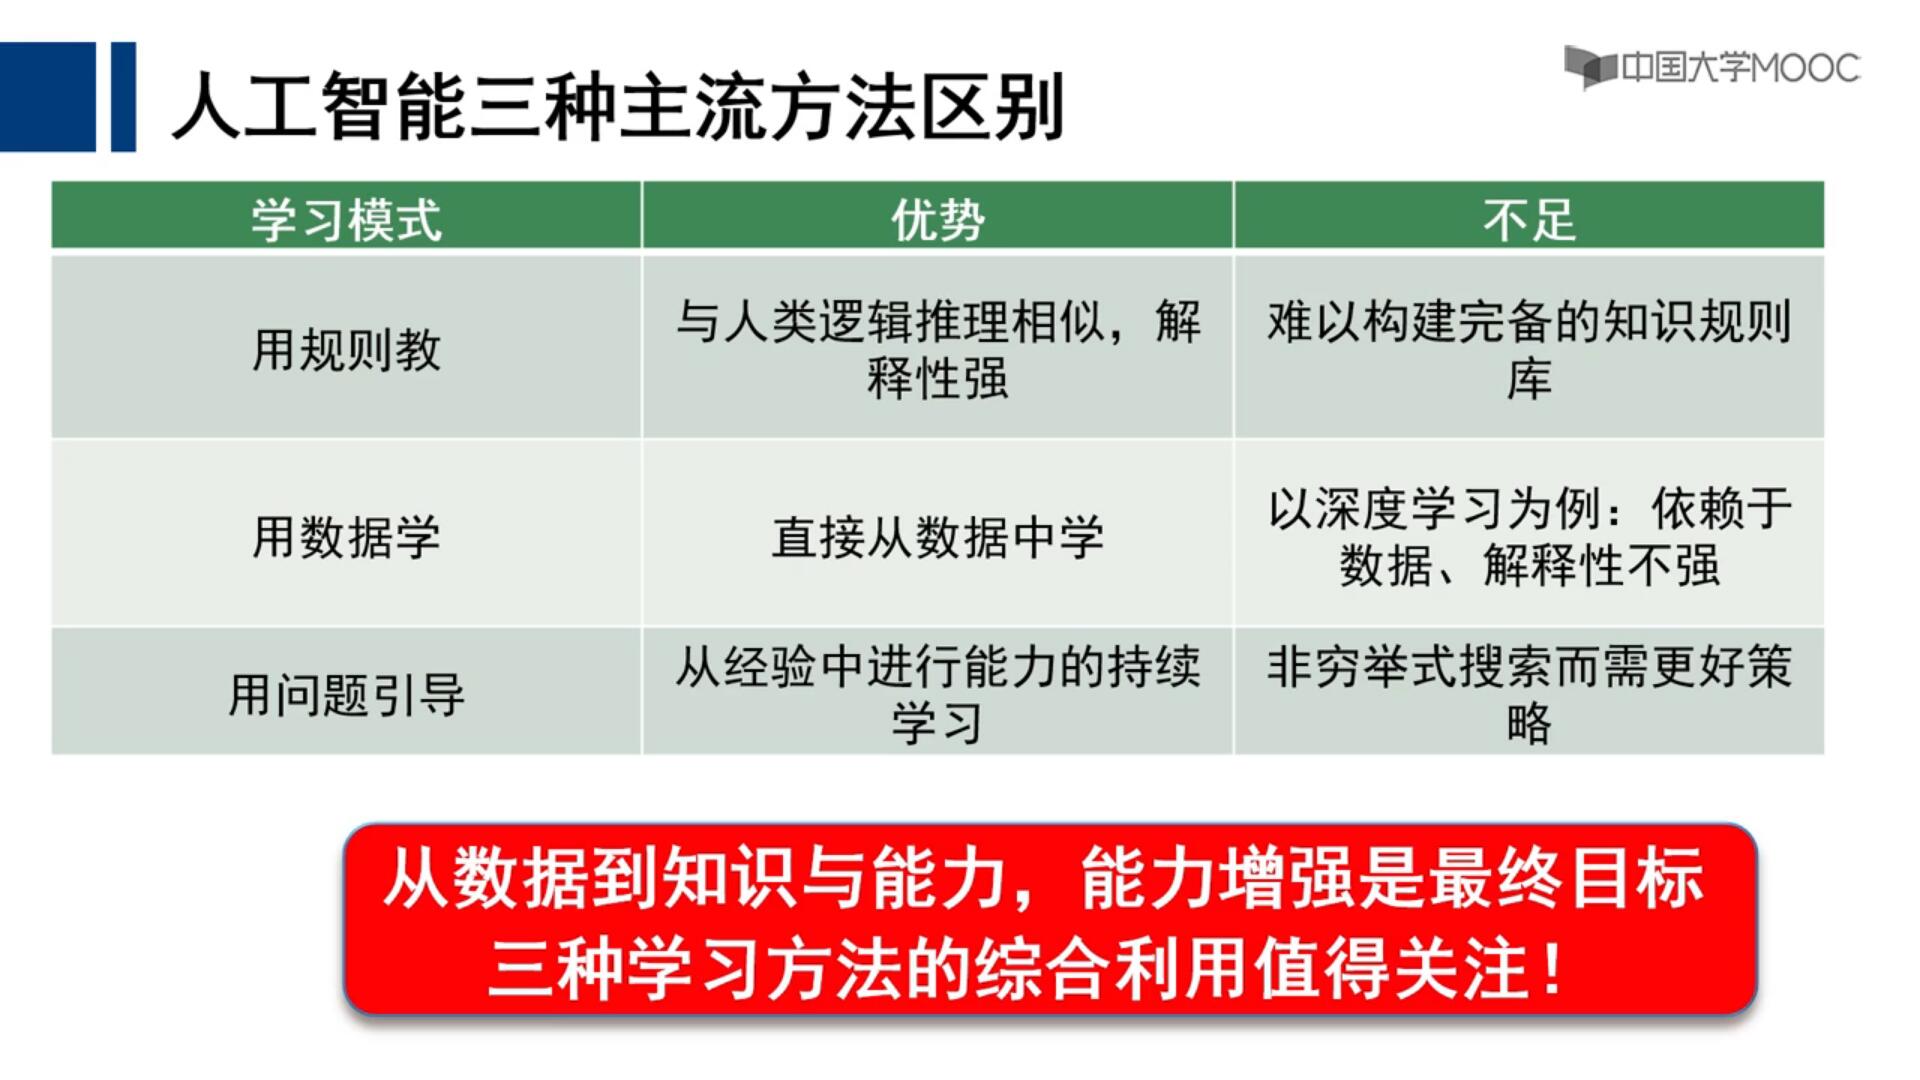 人工智能三种主流方法区别
中国大学MOOC
学习模式
优势
不足
用规则教
与人类逻辑推理相似，解
释性强
难以构建完备的知识规则
库
用数据学
直接从数据中学
以深度学习为例：依赖于
数据、解释性不强
用问题引导
从经验中进行能力的持续
学习
非穷举式搜索而需更好策
略
从数据到知识与能力，能力增强是最终目标
三种学习方法的综合利用值得关注！